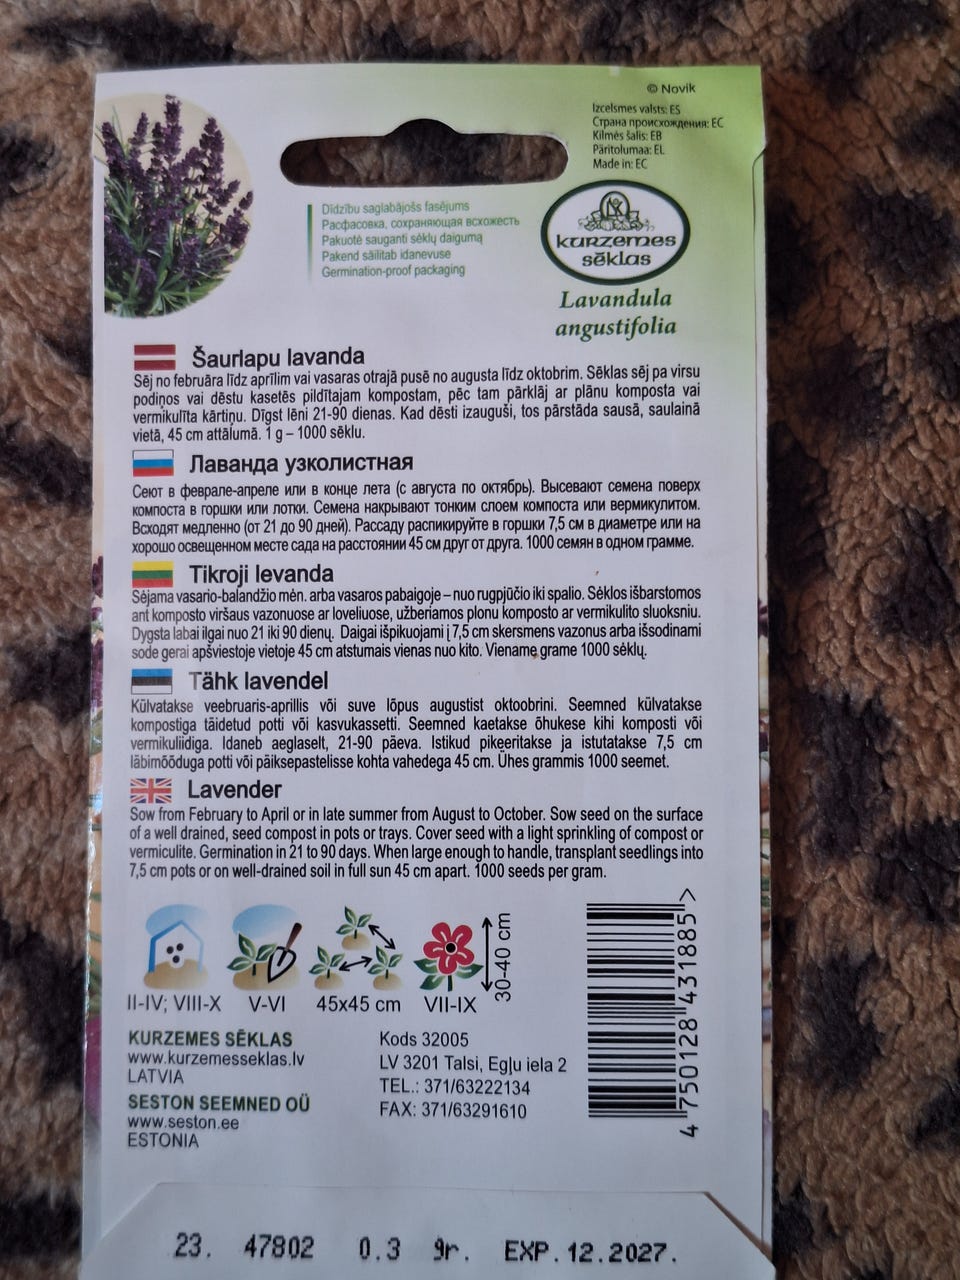 © Novik
Izcelsmes valsts: ES
Страна происхождения: ЕС
Kilmės šalis: EB
Päritolumaa: EL
Made in: EC
Dīdzību saglabājošs fasējums
Расфасовка, сохраняющая всхожесть
Pakuotė sauganti sėklų daigumą
Pakend säilitab idanevuse
Germination-proof packaging
kurzemes
sēklas
Lavandula
angustifolia
Šaurlapu lavanda
Sēj no februāra līdz aprīlim vai vasaras otrajā pusē no augusta līdz oktobrim. Sēklas sēj pa virsu
podiņos vai dēstu kasetēs pildītajam kompostam, pēc tam pārklāj ar plānu komposta vai
vermikulīta kārtiņu. Dīgst lēni 21-90 dienas. Kad dēsti izauguši, tos pārstāda sausā, saulainā
vietā, 45 cm attālumā. 1 g – 1000 sēklu.
Лаванда узколистная
Сеют в феврале-апреле или в конце лета (с августа по октябрь). Высевают семена поверх
компоста в горшки или лотки. Семена накрывают тонким слоем компоста или вермикулитом.
Всходят медленно (от 21 до 90 дней). Рассаду распикируйте в горшки 7,5 см в диаметре или на
хорошо освещенном месте сада на расстоянии 45 см друг от друга. 1000 семян в одном грамме.
Tikroji levanda
Sėjama vasario-balandžio mėn. arba vasaros pabaigoje – nuo rugpjūčio iki spalio. Sėklos išbarstomos
ant komposto viršaus vazonuose ar loveliuose, užberiamos plonu komposto ar vermikulito sluoksniu.
Dygsta labai ilgai nuo 21 iki 90 dienų. Daigai išpikuojami į 7,5 cm skersmens vazonus arba išsodinami
sode gerai apšviestoje vietoje 45 cm atstumais vienas nuo kito. Viename grame 1000 sėklų.
Tähk lavendel
Külvatakse veebruaris-aprillis või suve lõpus augustist oktoobrini. Seemned külvatakse
kompostiga täidetud potti või kasvukassetti. Seemned kaetakse õhukese kihi komposti või
vermikuliidiga. Idaneb aeglaselt, 21-90 päeva. Istikud pikeeritakse ja istutatakse 7,5 cm
läbimõõduga potti või päiksepastelisse kohta vahedega 45 cm. Ühes grammis 1000 seemet.
Lavender
Sow from February to April or in late summer from August to October. Sow seed on the surface
of a well drained, seed compost in pots or trays. Cover seed with a light sprinkling of compost or
vermiculite. Germination in 21 to 90 days. When large enough to handle, transplant seedlings into
7,5 cm pots or on well-drained soil in full sun 45 cm apart. 1000 seeds per gram.
30-40 cm
II-IV; VIII-X V-VI 45x45 cm VII-IX
KURZEMES SĒKLAS
www.kurzemesseklas.lv
LATVIA
SESTON SEEMNED OÜ
www.seston.ee
ESTONIA
Kods 32005
LV 3201 Talsi, Egļu iela 2
TEL.: 371/63222134
FAX: 371/63291610
4 750128 431885 >
23. 47802 0.3 gr. EXP.12.2027.